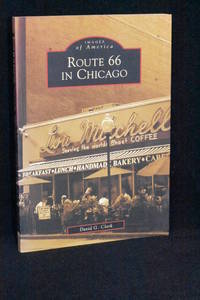 IMAGES
of America
ROUTE 66
IN CHICAGO
Lou Mitchell
Serving the world's finest COFFEE
BREAKFAST LUNCH HANDMADE BAKERY CAFE
David G. Clark